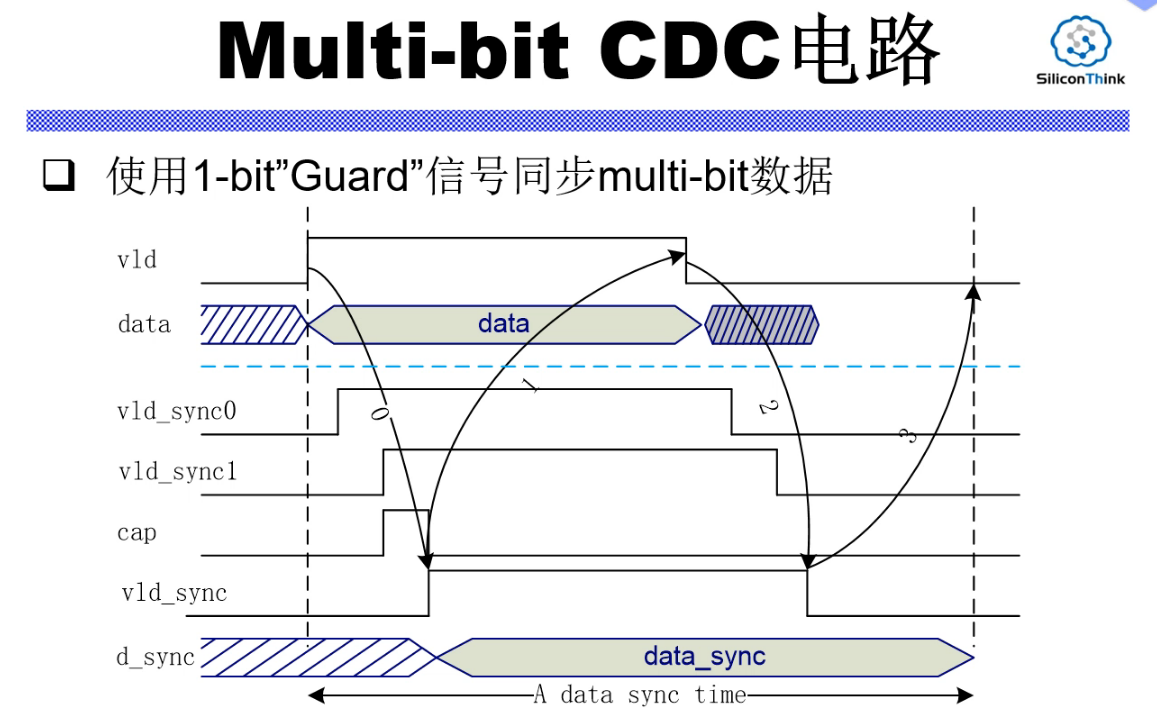 Multi-bit CDC电路
SiliconThink
❑ 使用1-bit”Guard”信号同步multi-bit数据
vld
data
data
vld_sync0
0
1
2
3
vld_sync1
cap
vld_sync
d_sync
data_sync
A data sync time